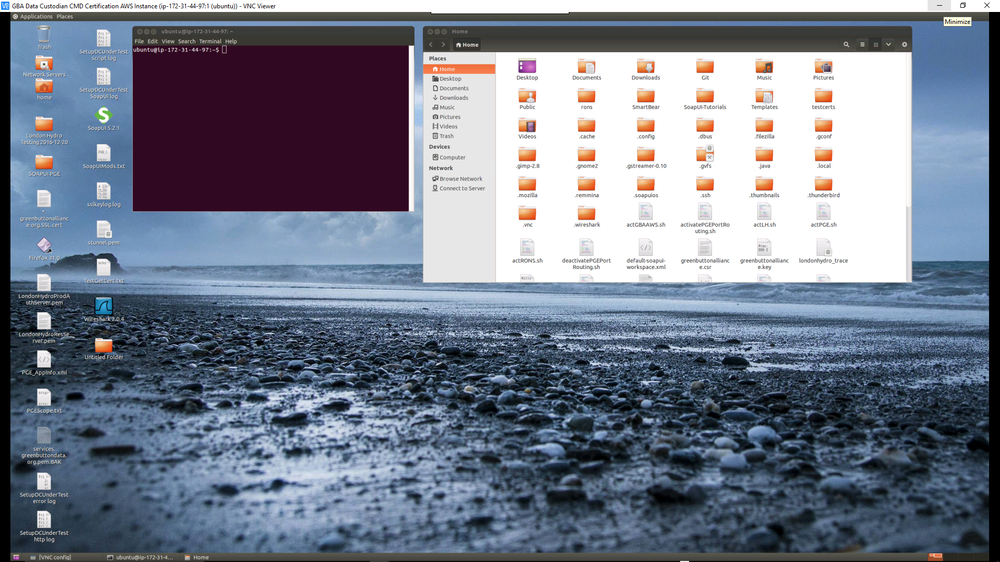 GBA Data Custodian CMD Certification AWS Instance (ip-172-31-44-97:1 (ubuntu)) - VNC Viewer
Minimize
Applications Places
Trash
Network Servers
home
London Hydro
Testing 2016-12-20
SOAPUI PGE
*.
greenbuttonallianc
e.org.SSL.cert
Firefox 31.0
LondonHydroProdA
uthServer.pem
LondonHydroResSe
rver.pem
PGE_AppInfo.xml
PGEScope.txt
services.
greenbuttondata.
org.pem.BAK
SetupDCUnderTest
error log
SetupDCUnderTest
http log
SetupDCUnderTest
script log
SetupDCUnderTest
SoapUI log
SoapUI 5.2.1
SoapUIMods.txt
sslkeylog.log
stunnel.pem
TestGetCert.txt
Wireshark 2.0.4
Untitled Folder
ubuntu@ip-172-31-44-97: ~
File Edit View Search Terminal Help
ubuntu@ip-172-31-44-97:~$
Home
Home
Places
Home
Desktop
Documents
Downloads
Music
Pictures
Videos
Trash
Devices
Computer
Network
Browse Network
Connect to Server
Desktop Documents Downloads Git Music Pictures
Public rons SmartBear SoapUI-Tutorials Templates testcerts
Videos .cache .config .dbus .filezilla .gconf
.gimp-2.8 .gnome2 .gstreamer-0.10 .gvfs .java .local
.mozilla .remmina .soapuios .ssh .thumbnails .thunderbird
.vnc .wireshark actGBAAWS.sh activatePGEPortRo
uting.sh actLH.sh actPGE.sh
actRONS.sh deactivatePGEPort
Routing.sh default-soapui-
workspace.xml greenbuttonallianc
e.csr greenbuttonallianc
e.key londonhydro_trace
[VNC config] ubuntu@ip-172-31-4... Home